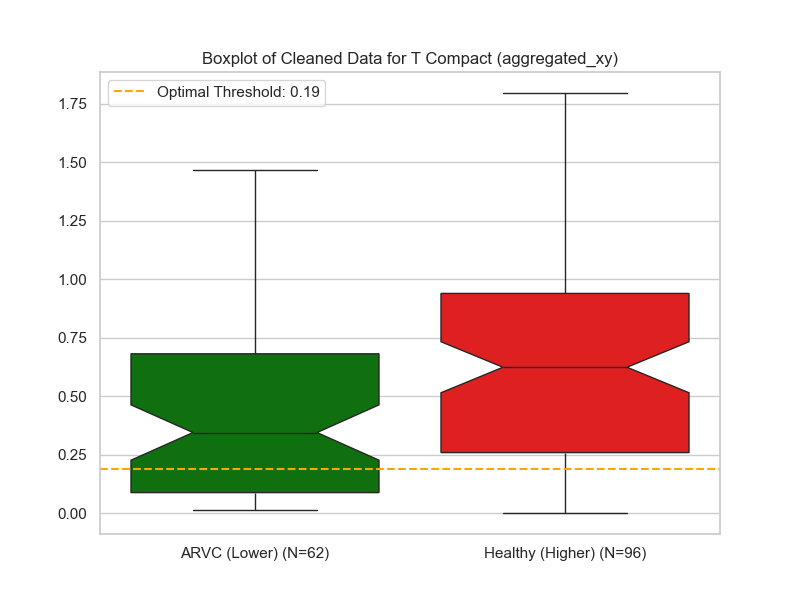 Boxplot of Cleaned Data for T Compact (aggregated_xy)
Optimal Threshold: 0.19
1.75
1.50
1.25
1.00
0.75
0.50
0.25
0.00
ARVC (Lower) (N=62)
Healthy (Higher) (N=96)